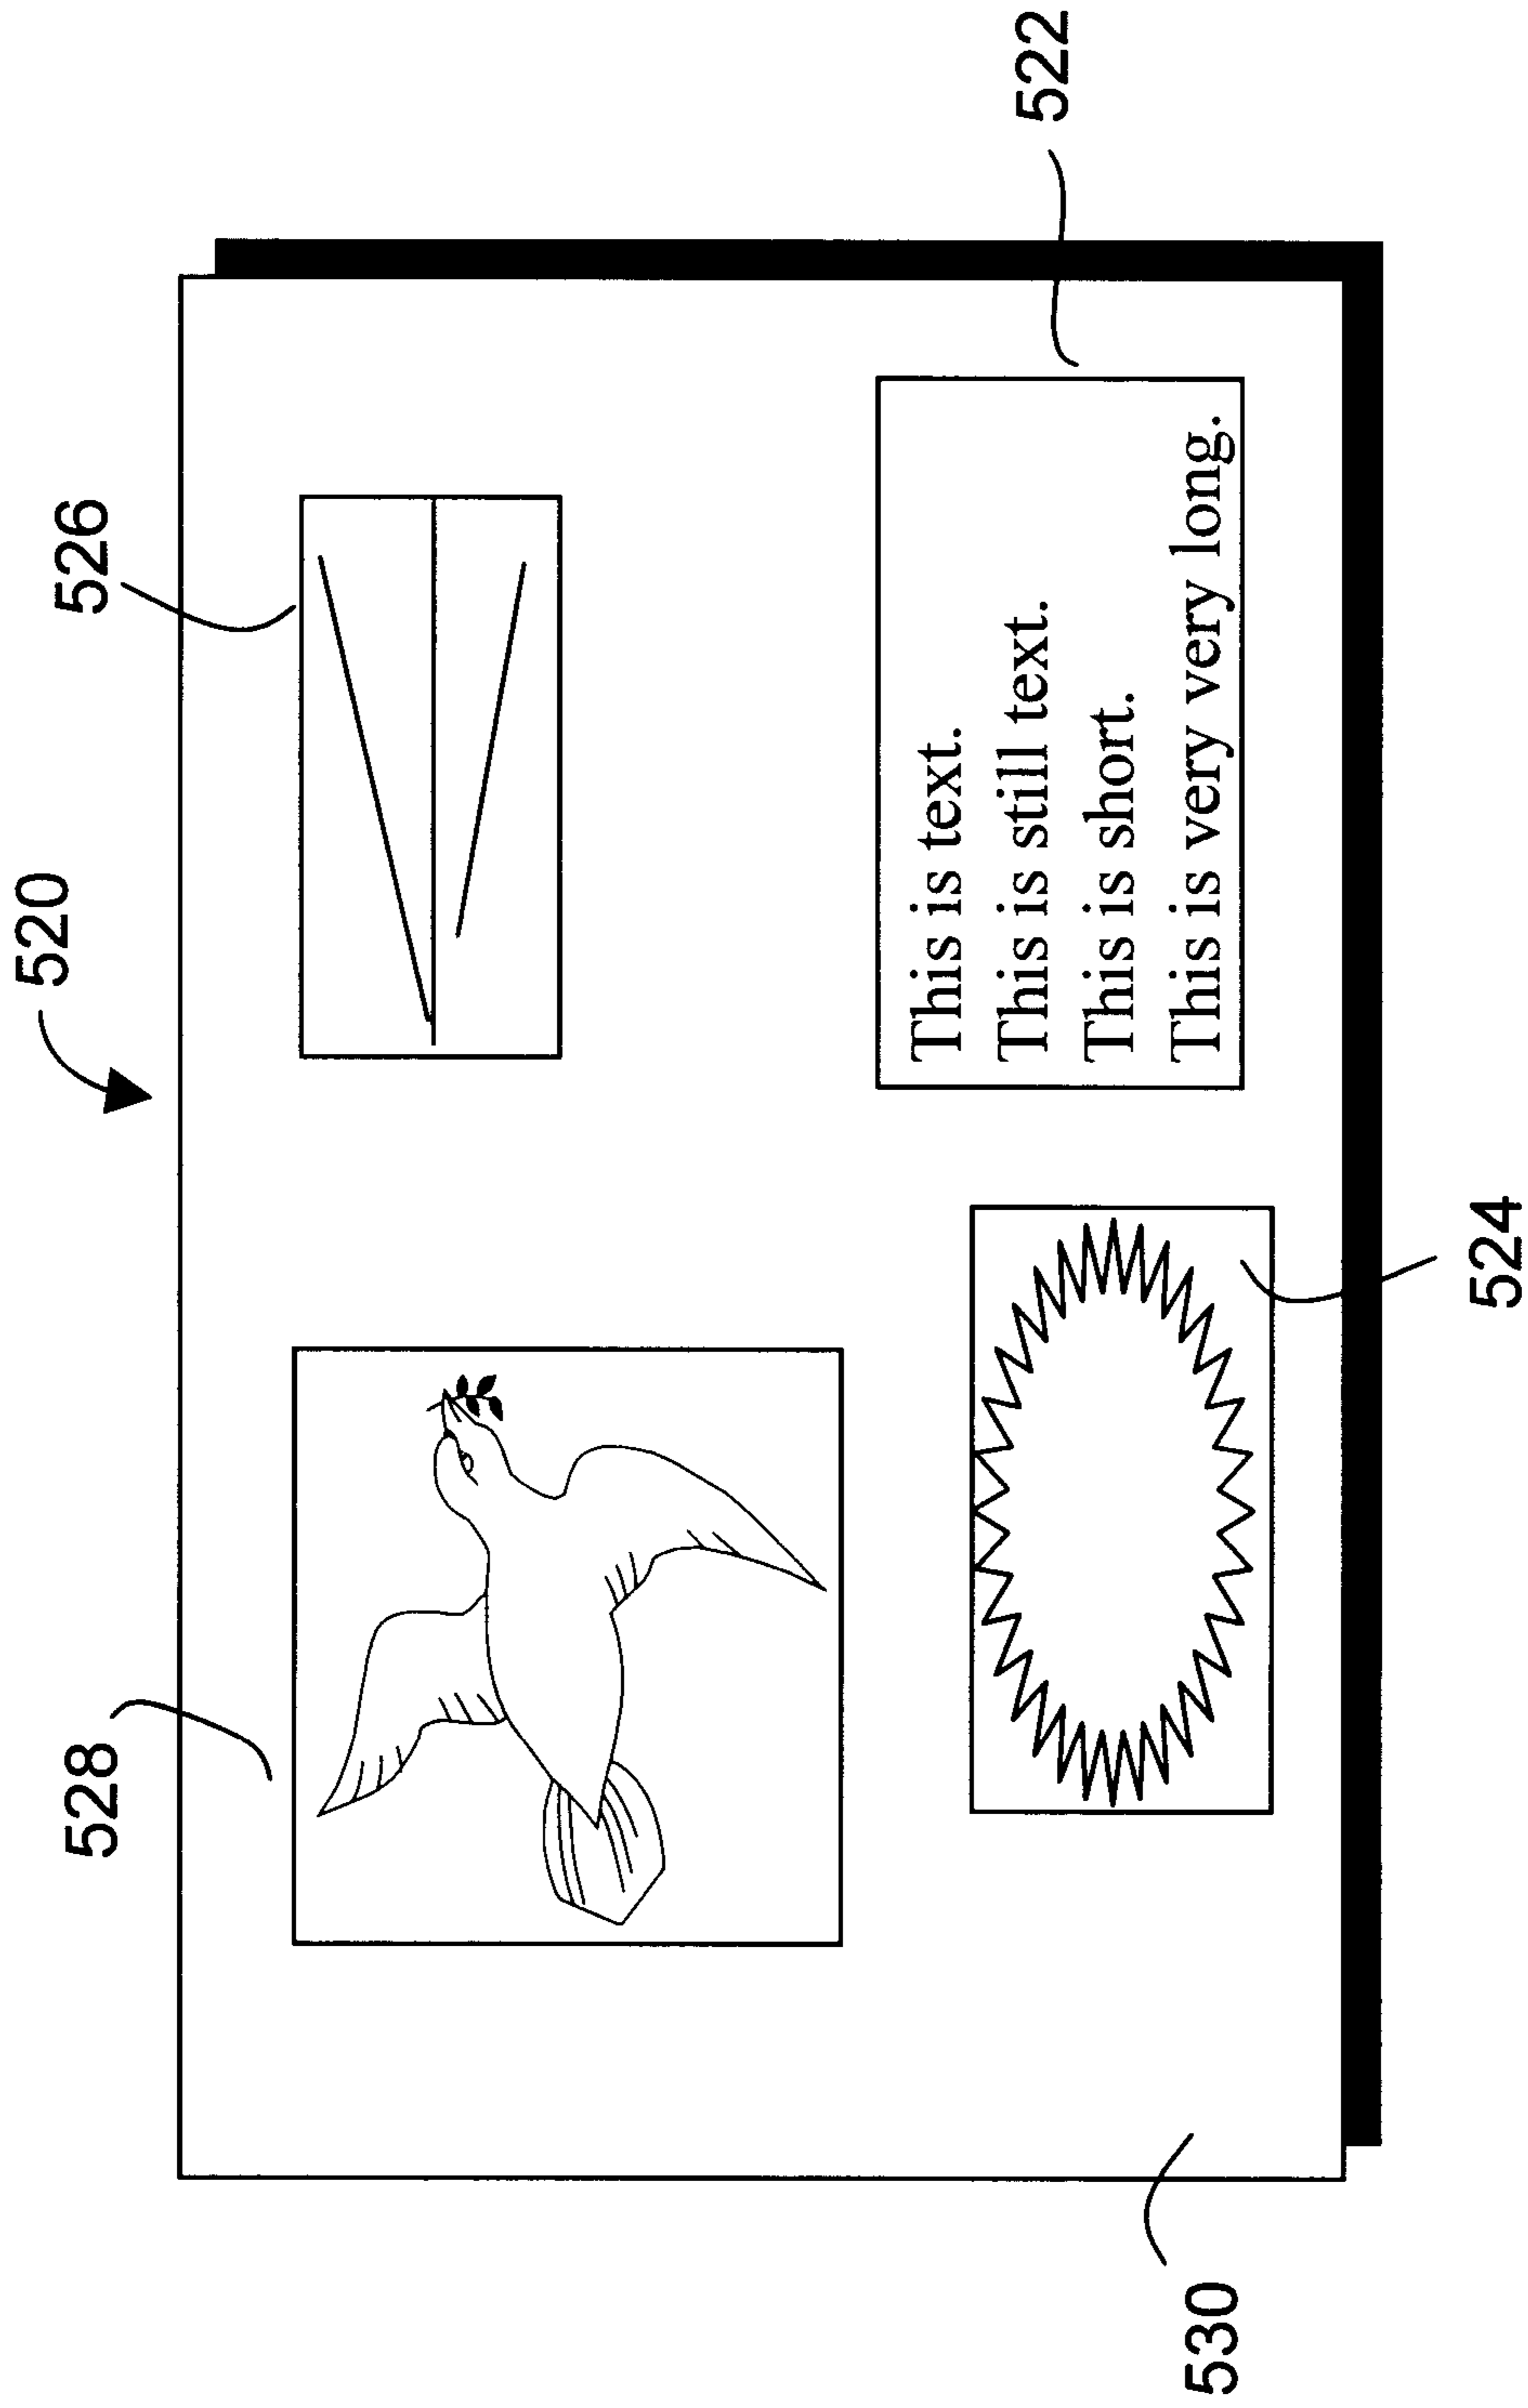 520
528
526
This is text.
This is still text.
This is short.
This is very very long.
522
524
530